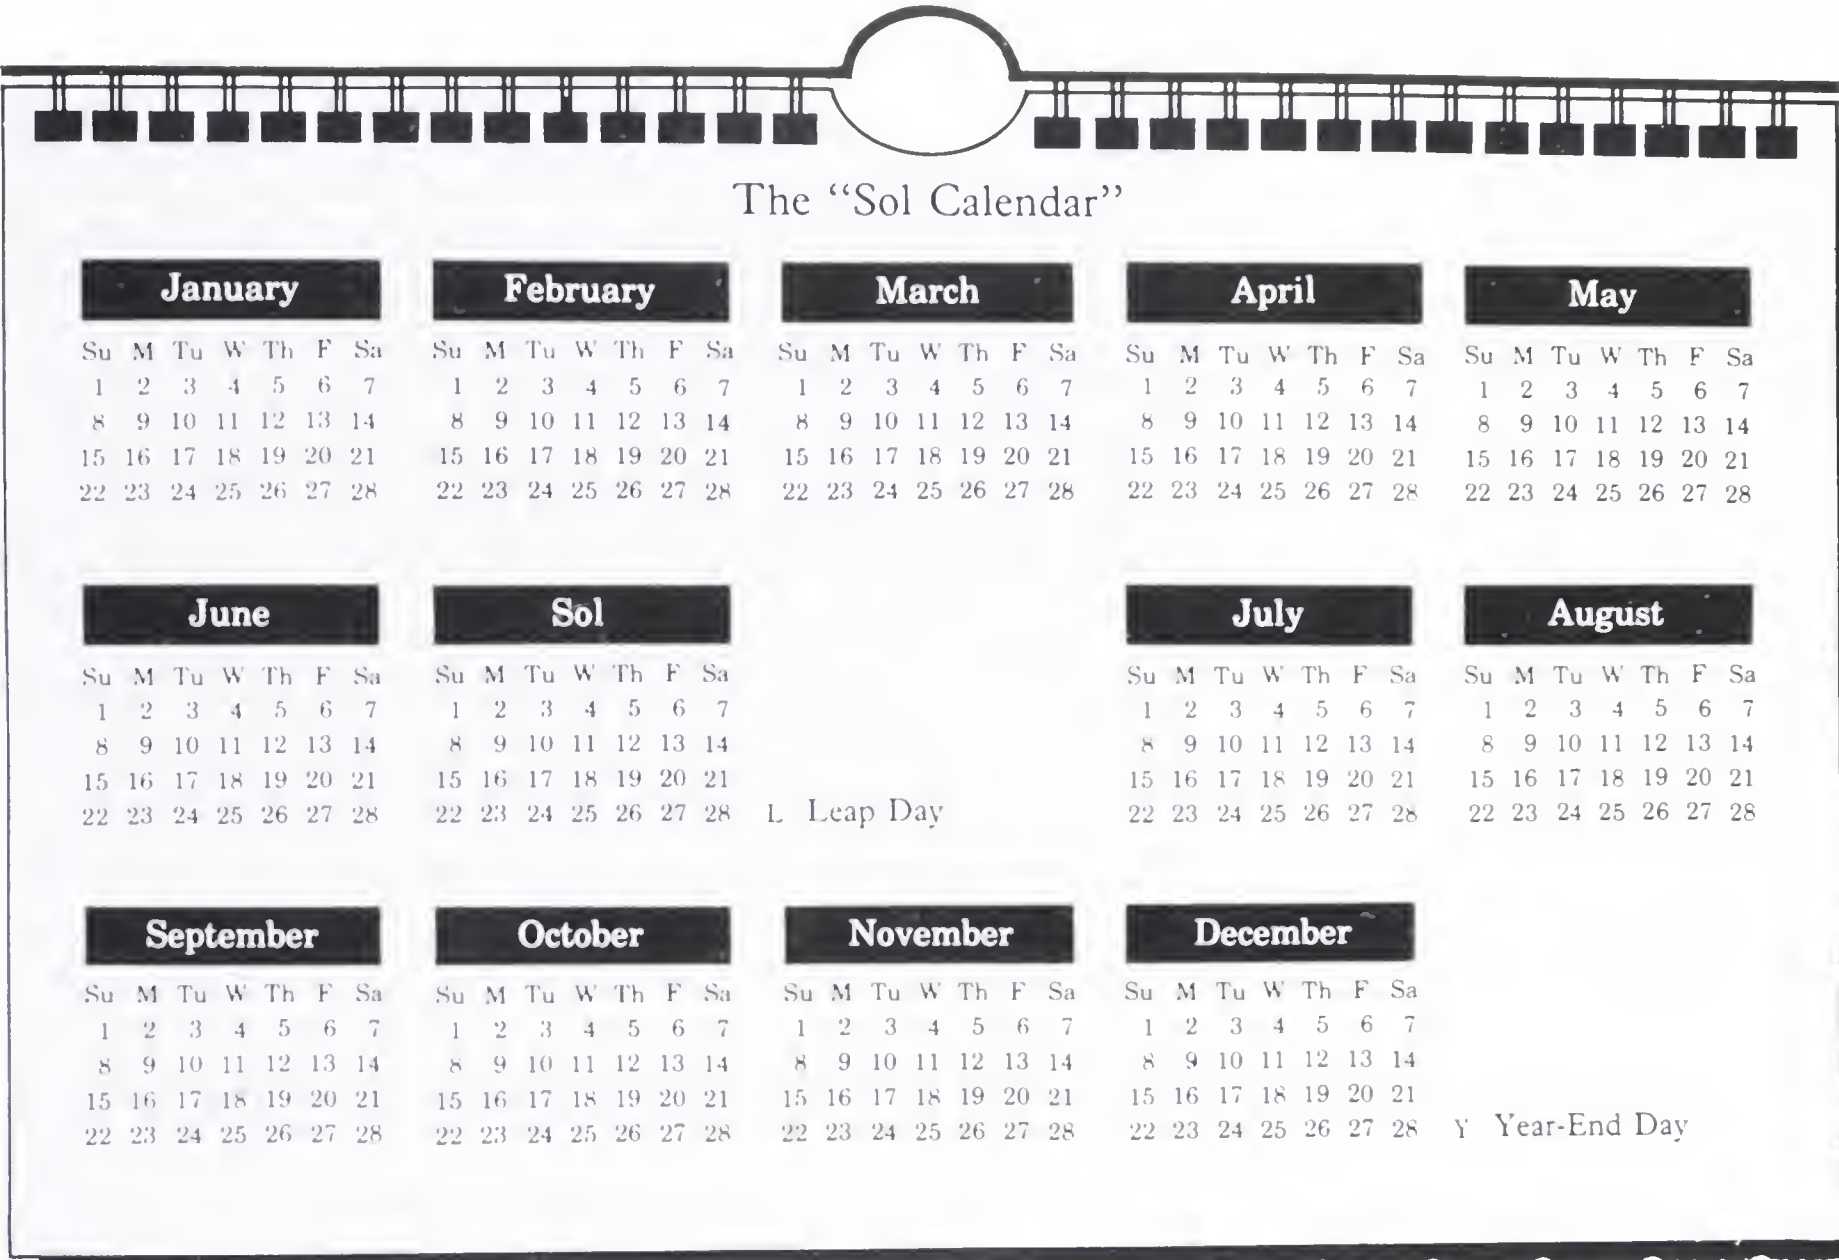 The “Sol Calendar”
January February March April May
Su M Tu W Th F Sa Su M Tu W Th F Sa Su M Tu W Th F Sa Su M Tu W Th F Sa Su M Tu W Th F Sa
1 2 3 4 5 6 7 1 2 3 4 5 6 7 1 2 3 4 5 6 7 1 2 3 4 5 6 7 1 2 3 4 5 6 7
8 9 10 11 12 13 14 8 9 10 11 12 13 14 8 9 10 11 12 13 14 8 9 10 11 12 13 14 8 9 10 11 12 13 14
15 16 17 18 19 20 21 15 16 17 18 19 20 21 15 16 17 18 19 20 21 15 16 17 18 19 20 21 15 16 17 18 19 20 21
22 23 24 25 26 27 28 22 23 24 25 26 27 28 22 23 24 25 26 27 28 22 23 24 25 26 27 28 22 23 24 25 26 27 28
June Sol July August
Su M Tu W Th F Sa Su M Tu W Th F Sa Su M Tu W Th F Sa Su M Tu W Th F Sa
1 2 3 4 5 6 7 1 2 3 4 5 6 7 1 2 3 4 5 6 7 1 2 3 4 5 6 7
8 9 10 11 12 13 14 8 9 10 11 12 13 14 8 9 10 11 12 13 14 8 9 10 11 12 13 14
15 16 17 18 19 20 21 15 16 17 18 19 20 21 15 16 17 18 19 20 21 15 16 17 18 19 20 21
22 23 24 25 26 27 28 22 23 24 25 26 27 28 L Leap Day 22 23 24 25 26 27 28 22 23 24 25 26 27 28
September October November December
Su M Tu W Th F Sa Su M Tu W Th F Sa Su M Tu W Th F Sa Su M Tu W Th F Sa
1 2 3 4 5 6 7 1 2 3 4 5 6 7 1 2 3 4 5 6 7 1 2 3 4 5 6 7
8 9 10 11 12 13 14 8 9 10 11 12 13 14 8 9 10 11 12 13 14 8 9 10 11 12 13 14
15 16 17 18 19 20 21 15 16 17 18 19 20 21 15 16 17 18 19 20 21 15 16 17 18 19 20 21
22 23 24 25 26 27 28 22 23 24 25 26 27 28 22 23 24 25 26 27 28 22 23 24 25 26 27 28 Y Year-End Day